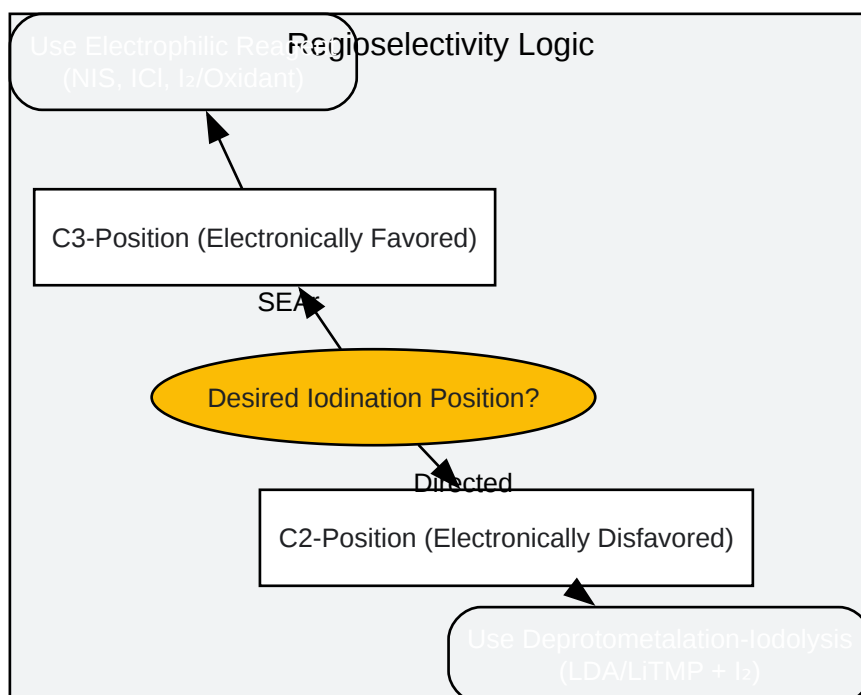 Regioselectivity Logic
Use Electrophilic Reagent
(NIS, ICl, I₂/Oxidant)
C3-Position (Electronically Favored)
SEAr
Desired Iodination Position?
Directed
C2-Position (Electronically Disfavored)
Use Deprotometalation-Iodolysis
(LDA/LiTMP + I₂)